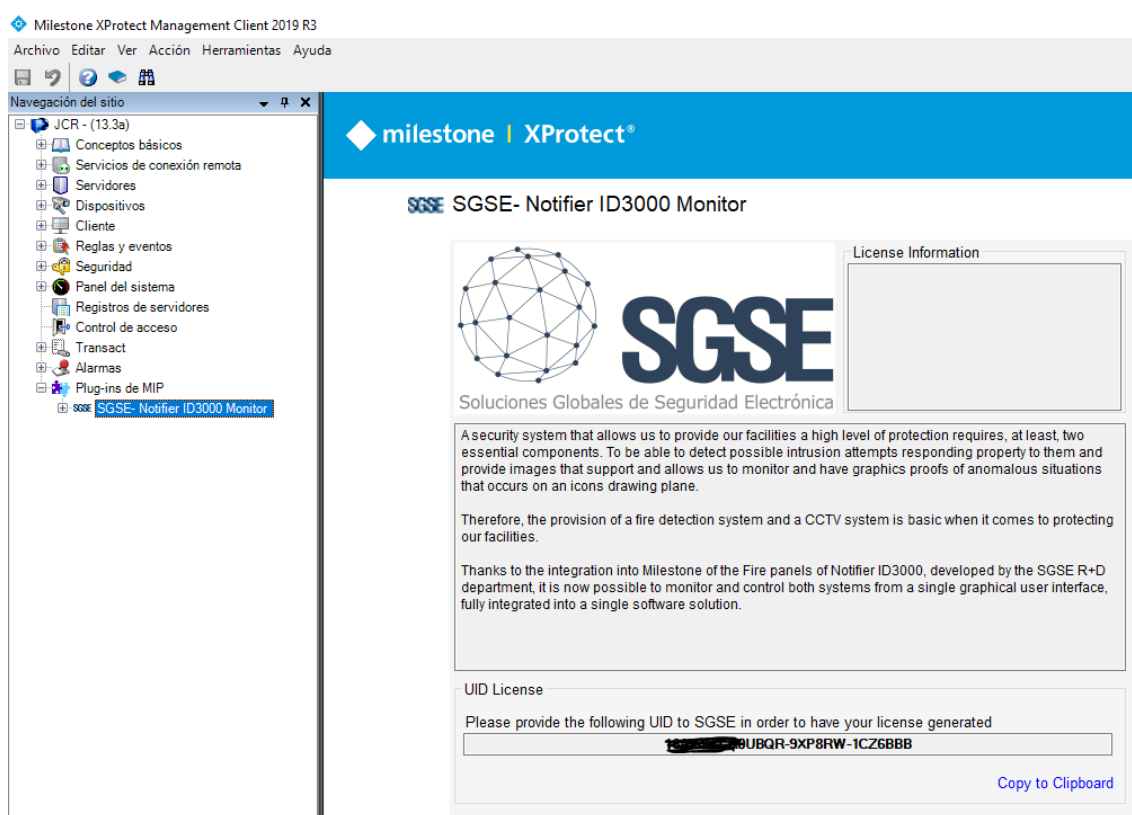 Milestone XProtect Management Client 2019 R3
Archivo Editar Ver Acción Herramientas Ayuda
Navegación del sitio
JCR - (13.3a)
Conceptos básicos
Servicios de conexión remota
Servidores
Dispositivos
Cliente
Reglas y eventos
Seguridad
Panel del sistema
Registros de servidores
Control de acceso
Transact
Alarmas
Plug-ins de MIP
SGSE SGSE- Notifier ID3000 Monitor
milestone | XProtect®
SGSE SGSE- Notifier ID3000 Monitor
SGSE
Soluciones Globales de Seguridad Electrónica
License Information
A security system that allows us to provide our facilities a high level of protection requires, at least, two
essential components. To be able to detect possible intrusion attempts responding property to them and
provide images that support and allows us to monitor and have graphics proofs of anomalous situations
that occurs on an icons drawing plane.
Therefore, the provision of a fire detection system and a CCTV system is basic when it comes to protecting
our facilities.
Thanks to the integration into Milestone of the Fire panels of Notifier ID3000, developed by the SGSE R+D
department, it is now possible to monitor and control both systems from a single graphical user interface,
fully integrated into a single software solution.
UID License
Please provide the following UID to SGSE in order to have your license generated
UBQR-9XP8RW-1CZ6BBB
Copy to Clipboard